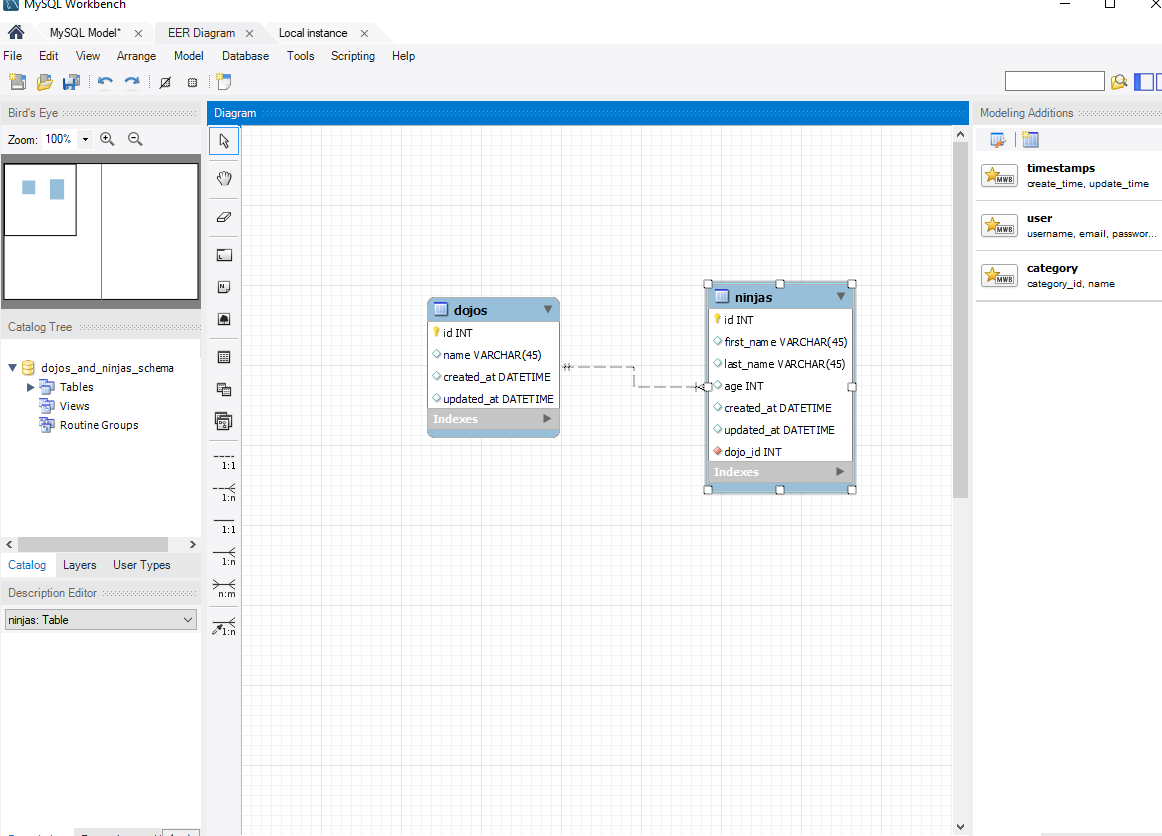 MySQL Workbench
MySQL Model*
EER Diagram
Local instance
File Edit View Arrange Model Database Tools Scripting Help
Bird's Eye
Zoom: 100%
Catalog Tree
dojos_and_ninjas_schema
Tables
Views
Routine Groups
Catalog Layers User Types
Description Editor
ninjas: Table
Diagram
1:1
1:n
1:1
1:n
n:m
1:n
dojos
id INT
name VARCHAR(45)
created_at DATETIME
updated_at DATETIME
Indexes
ninjas
id INT
first_name VARCHAR(45)
last_name VARCHAR(45)
age INT
created_at DATETIME
updated_at DATETIME
dojo_id INT
Indexes
Modeling Additions
MWB
timestamps
create_time, update_time
MWB
user
username, email, passwor...
MWB
category
category_id, name